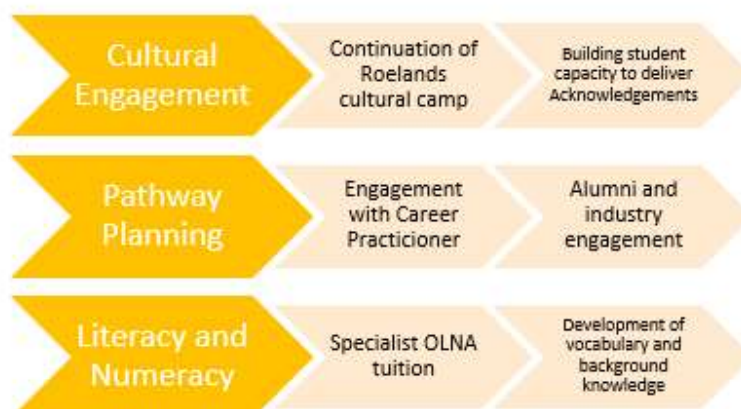 Cultural
Engagement
Continuation of
Roelands
cultural camp
Building student
capacity to deliver
Acknowledgements
Pathway
Planning
Engagement
with Career
Practicioner
Alumni and
industry
engagement
Literacy and
Numeracy
Specialist OLNA
tuition
Development of
vocabulary and
background
knowledge